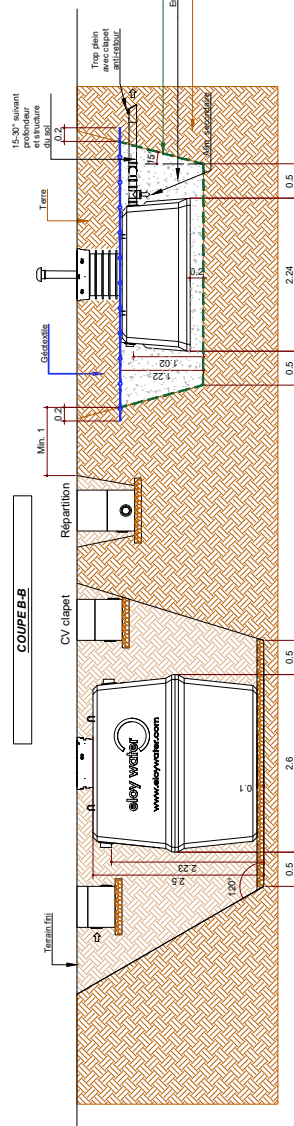 COUPE B-B
Terrain fini
eloy water
www.eloywater.com
2.5
2.23
0.1
120°
0.5
2.6
0.5
CV clapet
Répartition
Min. 1
0.2
Géotextile
Terre
15-30° suivant
profondeur
et structure
du sol
0.2
Trop plein
avec clapet
anti-retour
15°
1.22
1.02
0.2
secondaire
0.5
2.24
0.5